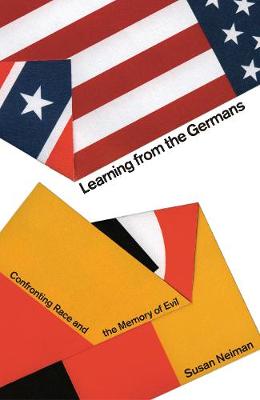 Learning from the Germans
Confronting Race and
the Memory of Evil
Susan Neiman